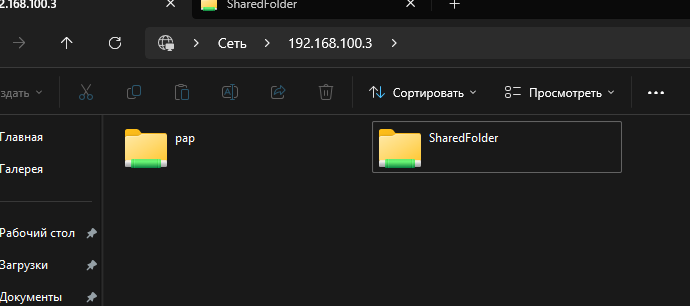 2.168.100.3
SharedFolder
Сеть
192.168.100.3
здать
Сортировать
Просмотреть
Главная
Галерея
pap
SharedFolder
Рабочий стол
Загрузки
Документы